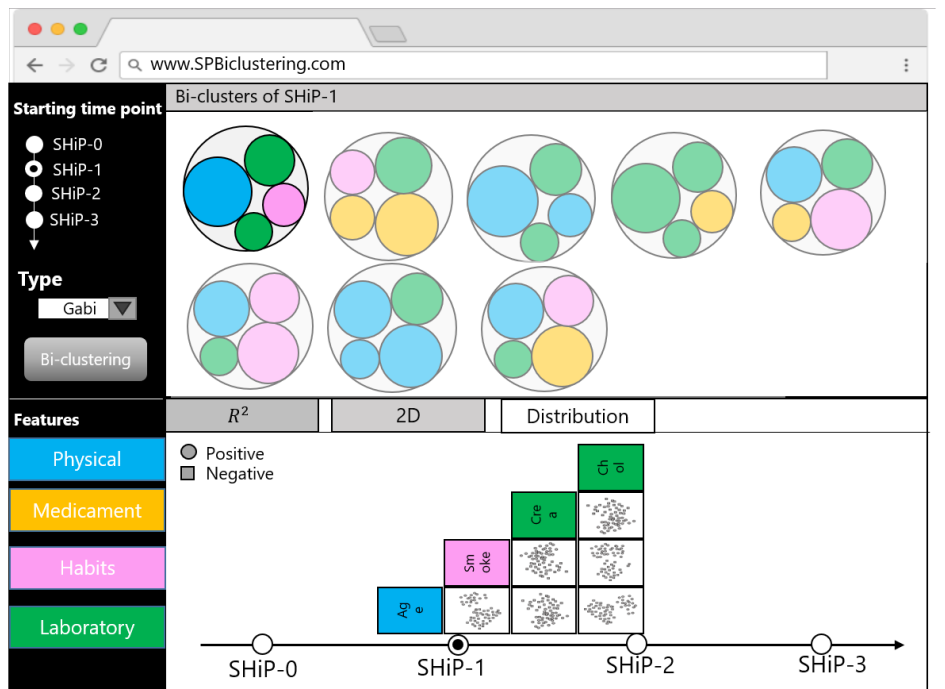 www.SPBiclustering.com
Starting time point
SHiP-0
SHiP-1
SHiP-2
SHiP-3
Type
Gabi
Bi-clustering
Bi-clusters of SHiP-1
Features
Physical
Medicament
Habits
Laboratory
R²
2D
Distribution
Positive
Negative
Ch
ol
Cre
a
Sm
oke
Ag
e
SHiP-0
SHiP-1
SHiP-2
SHiP-3